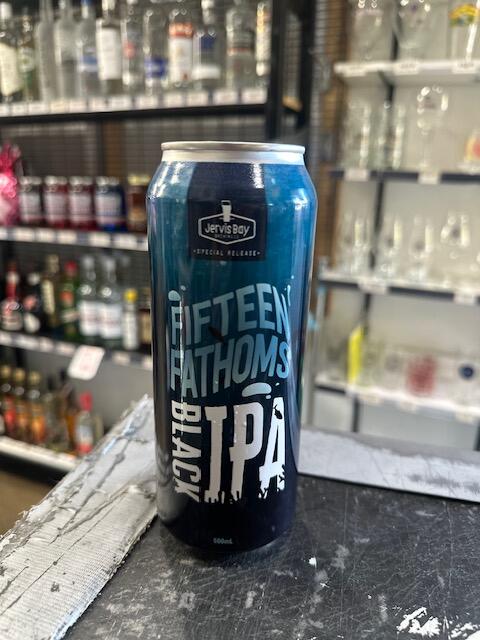 Jervis Bay
BREWING CO
SPECIAL RELEASE
FIFTEEN
FATHOMS
BLACK
IPA
500mL